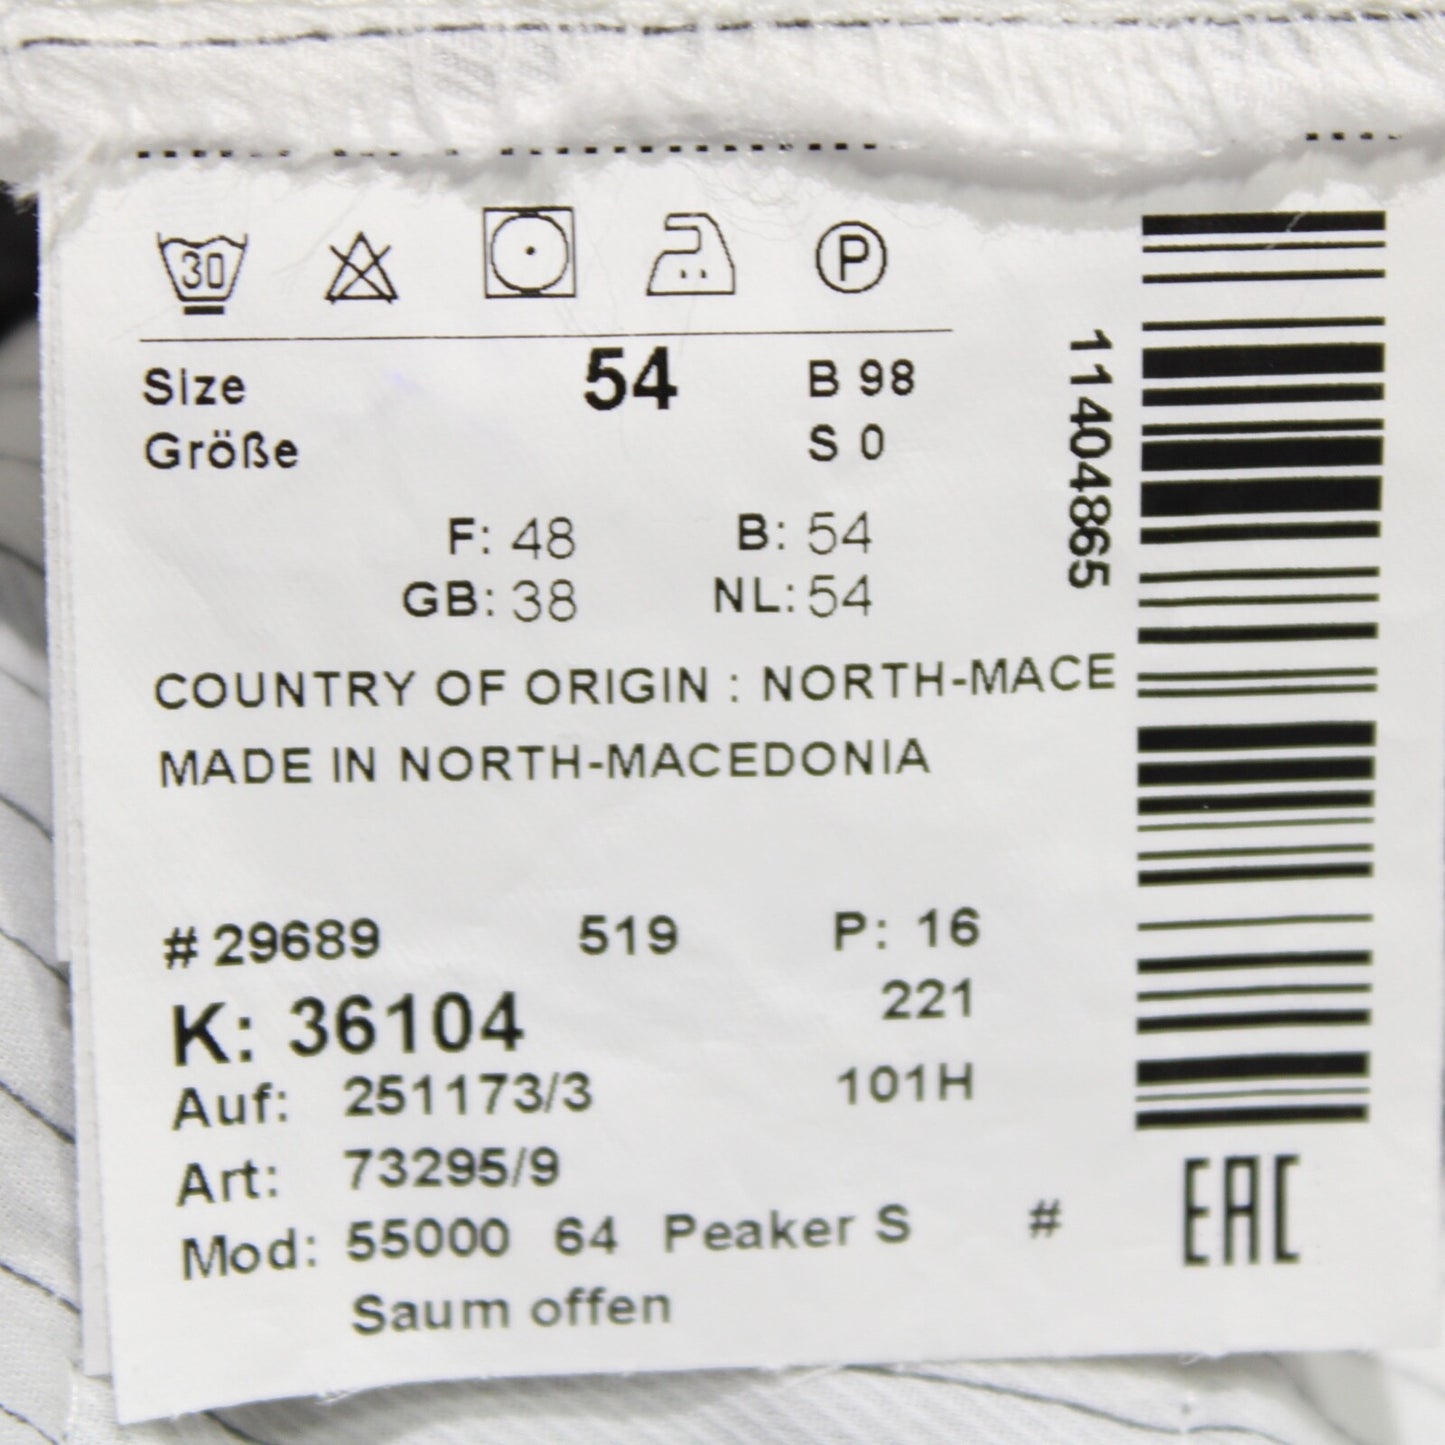 30 P
Size 54 B 98
Größe S 0
F: 48 B: 54
GB: 38 NL: 54
COUNTRY OF ORIGIN : NORTH-MACE
MADE IN NORTH-MACEDONIA
# 29689 519 P: 16
K: 36104 221
Auf: 251173/3 101H
Art: 73295/9
Mod: 55000 64 Peaker S #
Saum offen
11404865
EAC